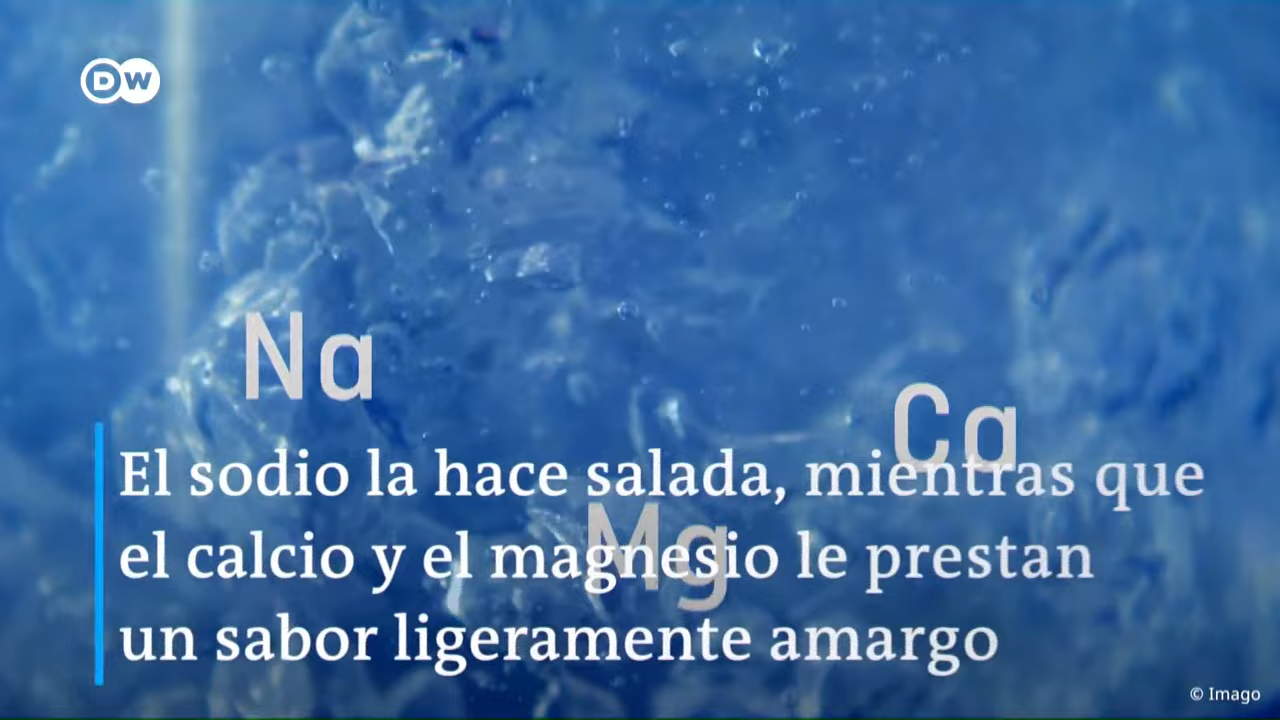 DW
Na
Ca
Mg
El sodio la hace salada, mientras que
el calcio y el magnesio le prestan
un sabor ligeramente amargo
© Imago